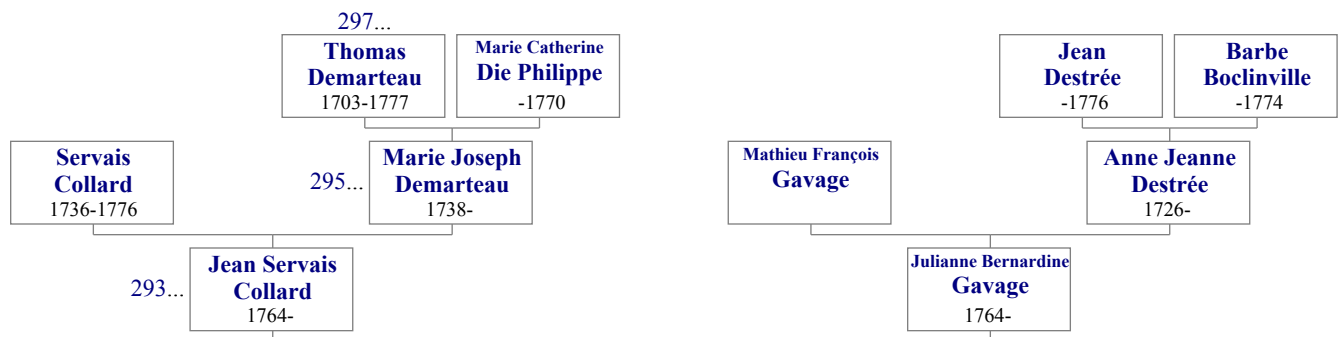 297...
Thomas
Demarteau
1703-1777
Marie Catherine
Die Philippe
-1770
Jean
Destrée
-1776
Barbe
Boclinville
-1774
Servais
Collard
1736-1776
295...
Marie Joseph
Demarteau
1738-
Mathieu François
Gavage
Anne Jeanne
Destrée
1726-
293...
Jean Servais
Collard
1764-
Julianne Bernardine
Gavage
1764-